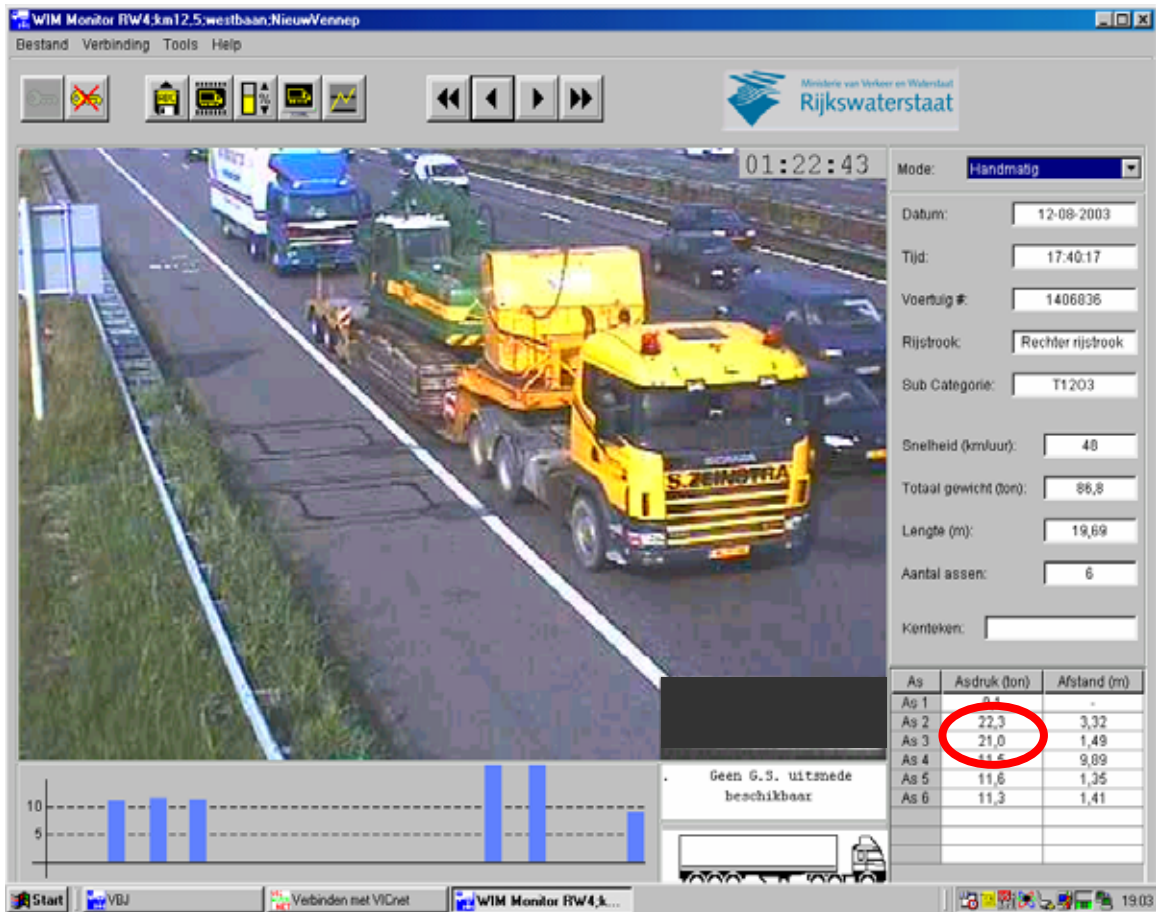 WIM Monitor RW4;km12,5;westbaan;NieuwVennep
Bestand Verbinding Tools Help
ABC
%
Ministerie van Verkeer en Waterstaat
Rijkswaterstaat
01:22:43
SCANIA
S.ZEINSTRA
Mode: Handmatig
Datum: 12-08-2003
Tijd: 17:40:17
Voertuig #: 1406836
Rijstrook: Rechter rijstrook
Sub Categorie: T12O3
Snelheid (km/uur): 48
Totaal gewicht (ton): 86,8
Lengte (m): 19,69
Aantal assen: 6
Kenteken:
As Asdruk (ton) Afstand (m)
As 1 -
As 2 22,3 3,32
As 3 21,0 1,49
As 4 11,5 9,89
As 5 11,6 1,35
As 6 11,3 1,41
10
5
. Geen G.S. uitsnede
beschikbaar
Start VBJ Verbinden met VICnet WIM Monitor RW4;k... 19:03